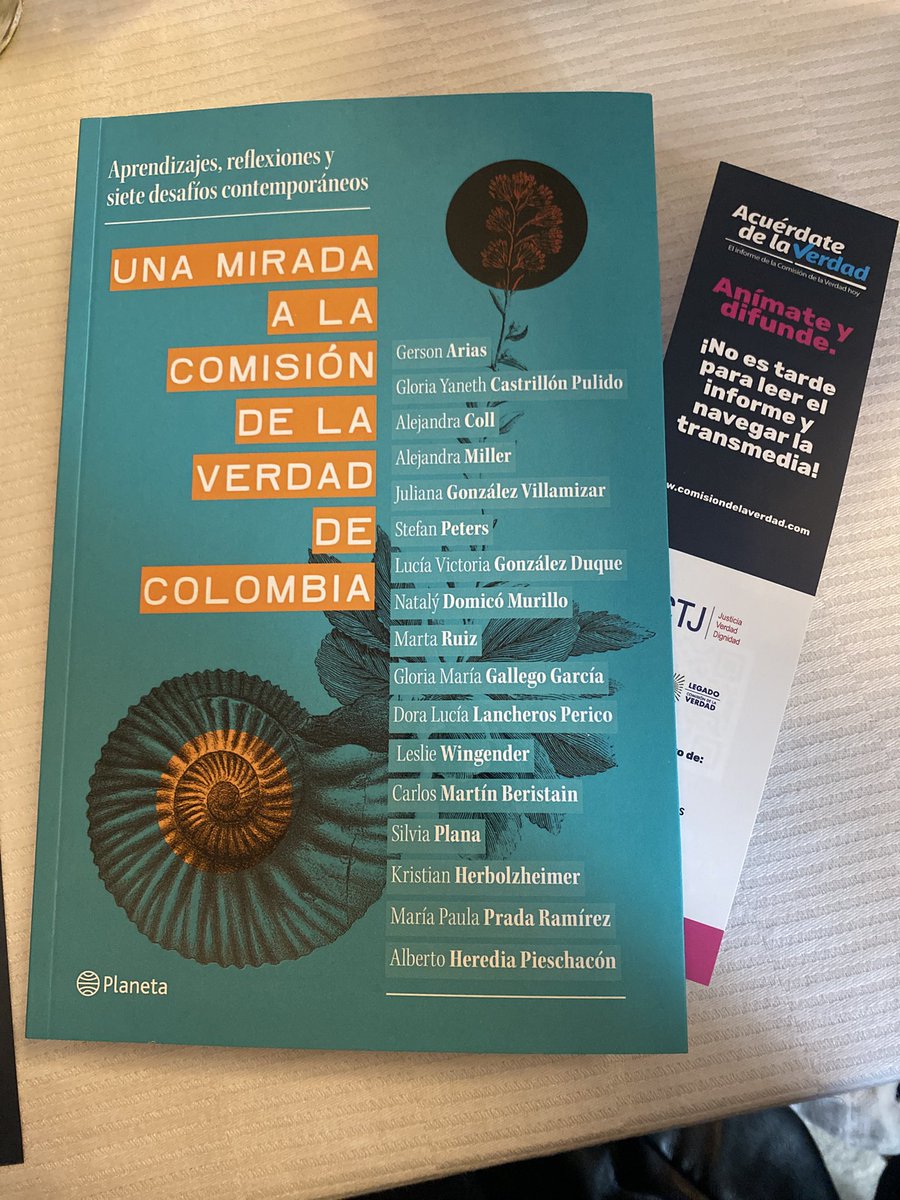 Aprendizajes, reflexiones y
siete desafíos contemporáneos
UNA MIRADA
A LA
COMISIÓN
DE LA
VERDAD
DE
COLOMBIA
Gerson Arias
Gloria Yaneth Castrillón Pulido
Alejandra Coll
Alejandra Miller
Juliana González Villamizar
Stefan Peters
Lucía Victoria González Duque
Natalý Domicó Murillo
Marta Ruiz
Gloria María Gallego García
Dora Lucía Lancheros Perico
Leslie Wingender
Carlos Martín Beristain
Silvia Plana
Kristian Herbolzheimer
María Paula Prada Ramírez
Alberto Heredia Pieschacón
Planeta
Acuérdate
de la Verdad
El informe de la Comisión de la Verdad hoy
Anímate y
difunde.
¡No es tarde
para leer el
informe y
navegar la
transmedia!
w.comisiondelaverdad.com
TJ
Justicia
Verdad
Dignidad
LEGADO
COMISIÓN DE LA
VERDAD
o de: